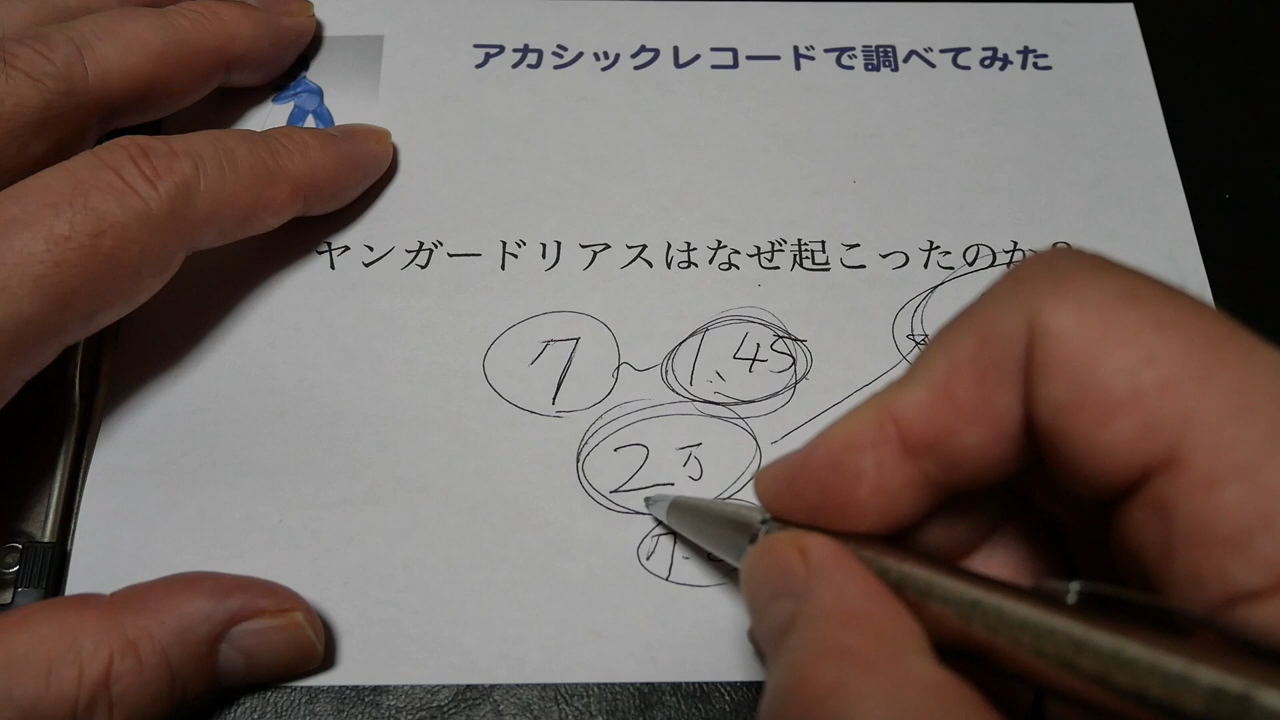 アカシックレコードで調べてみた
ヤンガードリアスはなぜ起こったのか?
7 ~ 1.45
2万